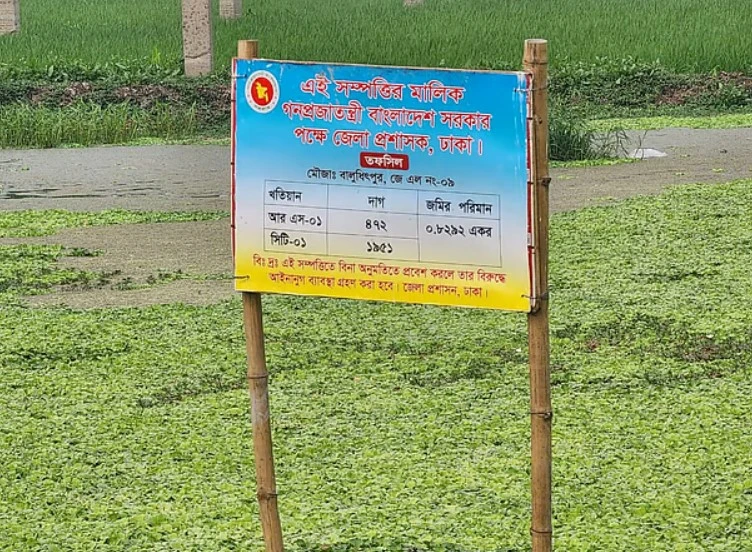 এই সম্পত্তির মালিক
গনপ্রজাতন্ত্রী বাংলাদেশ সরকার
পক্ষে জেলা প্রশাসক, ঢাকা।
তফসিল
মৌজাঃ বালুধিৎপুর, জে এল নং-০৯
খতিয়ান দাগ জমির পরিমান
আর এস-০১ ৪৭২ ০.৮২৯২ একর
সিটি-০১ ১৯৫১
বিঃ দ্রঃ এই সম্পত্তিতে বিনা অনুমতিতে প্রবেশ করলে তার বিরুদ্ধে
আইনানুগ ব্যাবস্থা গ্রহণ করা হবে। জেলা প্রশাসন, ঢাকা।